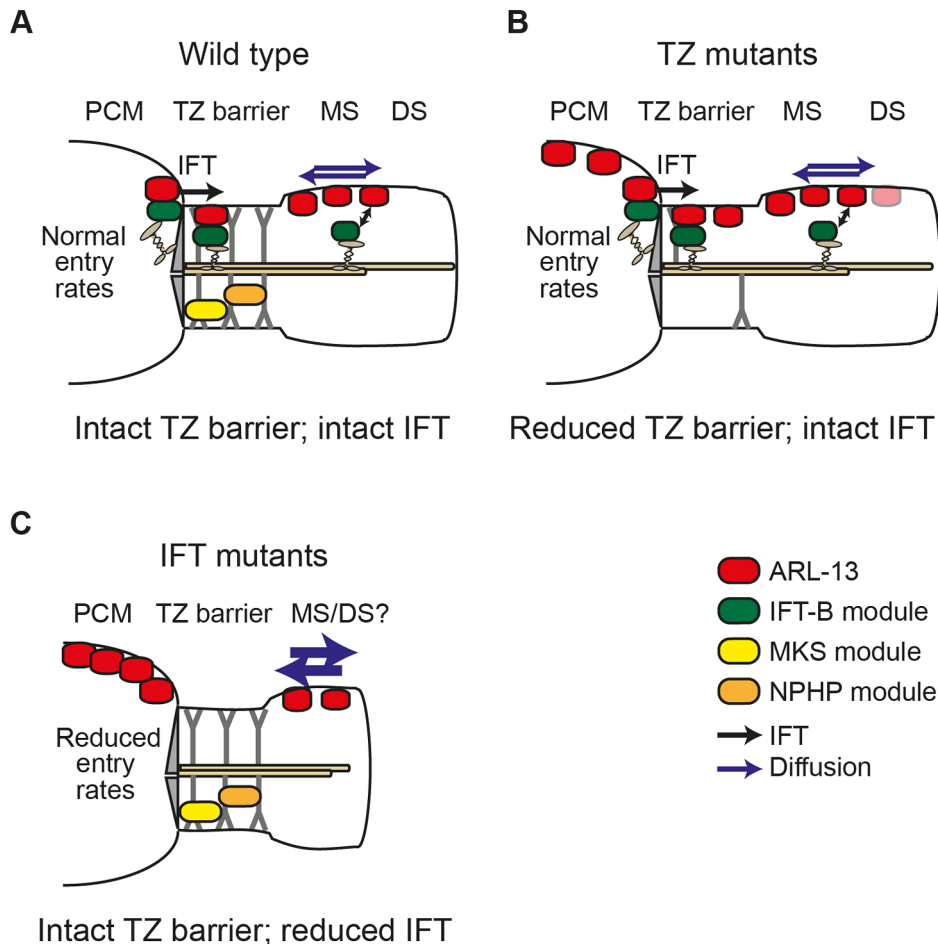 A
Wild type
PCM TZ barrier MS DS
IFT
Normal
entry
rates
Intact TZ barrier; intact IFT
B
TZ mutants
PCM TZ barrier MS DS
IFT
Normal
entry
rates
Reduced TZ barrier; intact IFT
C
IFT mutants
PCM TZ barrier MS/DS?
Reduced
entry
rates
Intact TZ barrier; reduced IFT
ARL-13
IFT-B module
MKS module
NPHP module
IFT
Diffusion